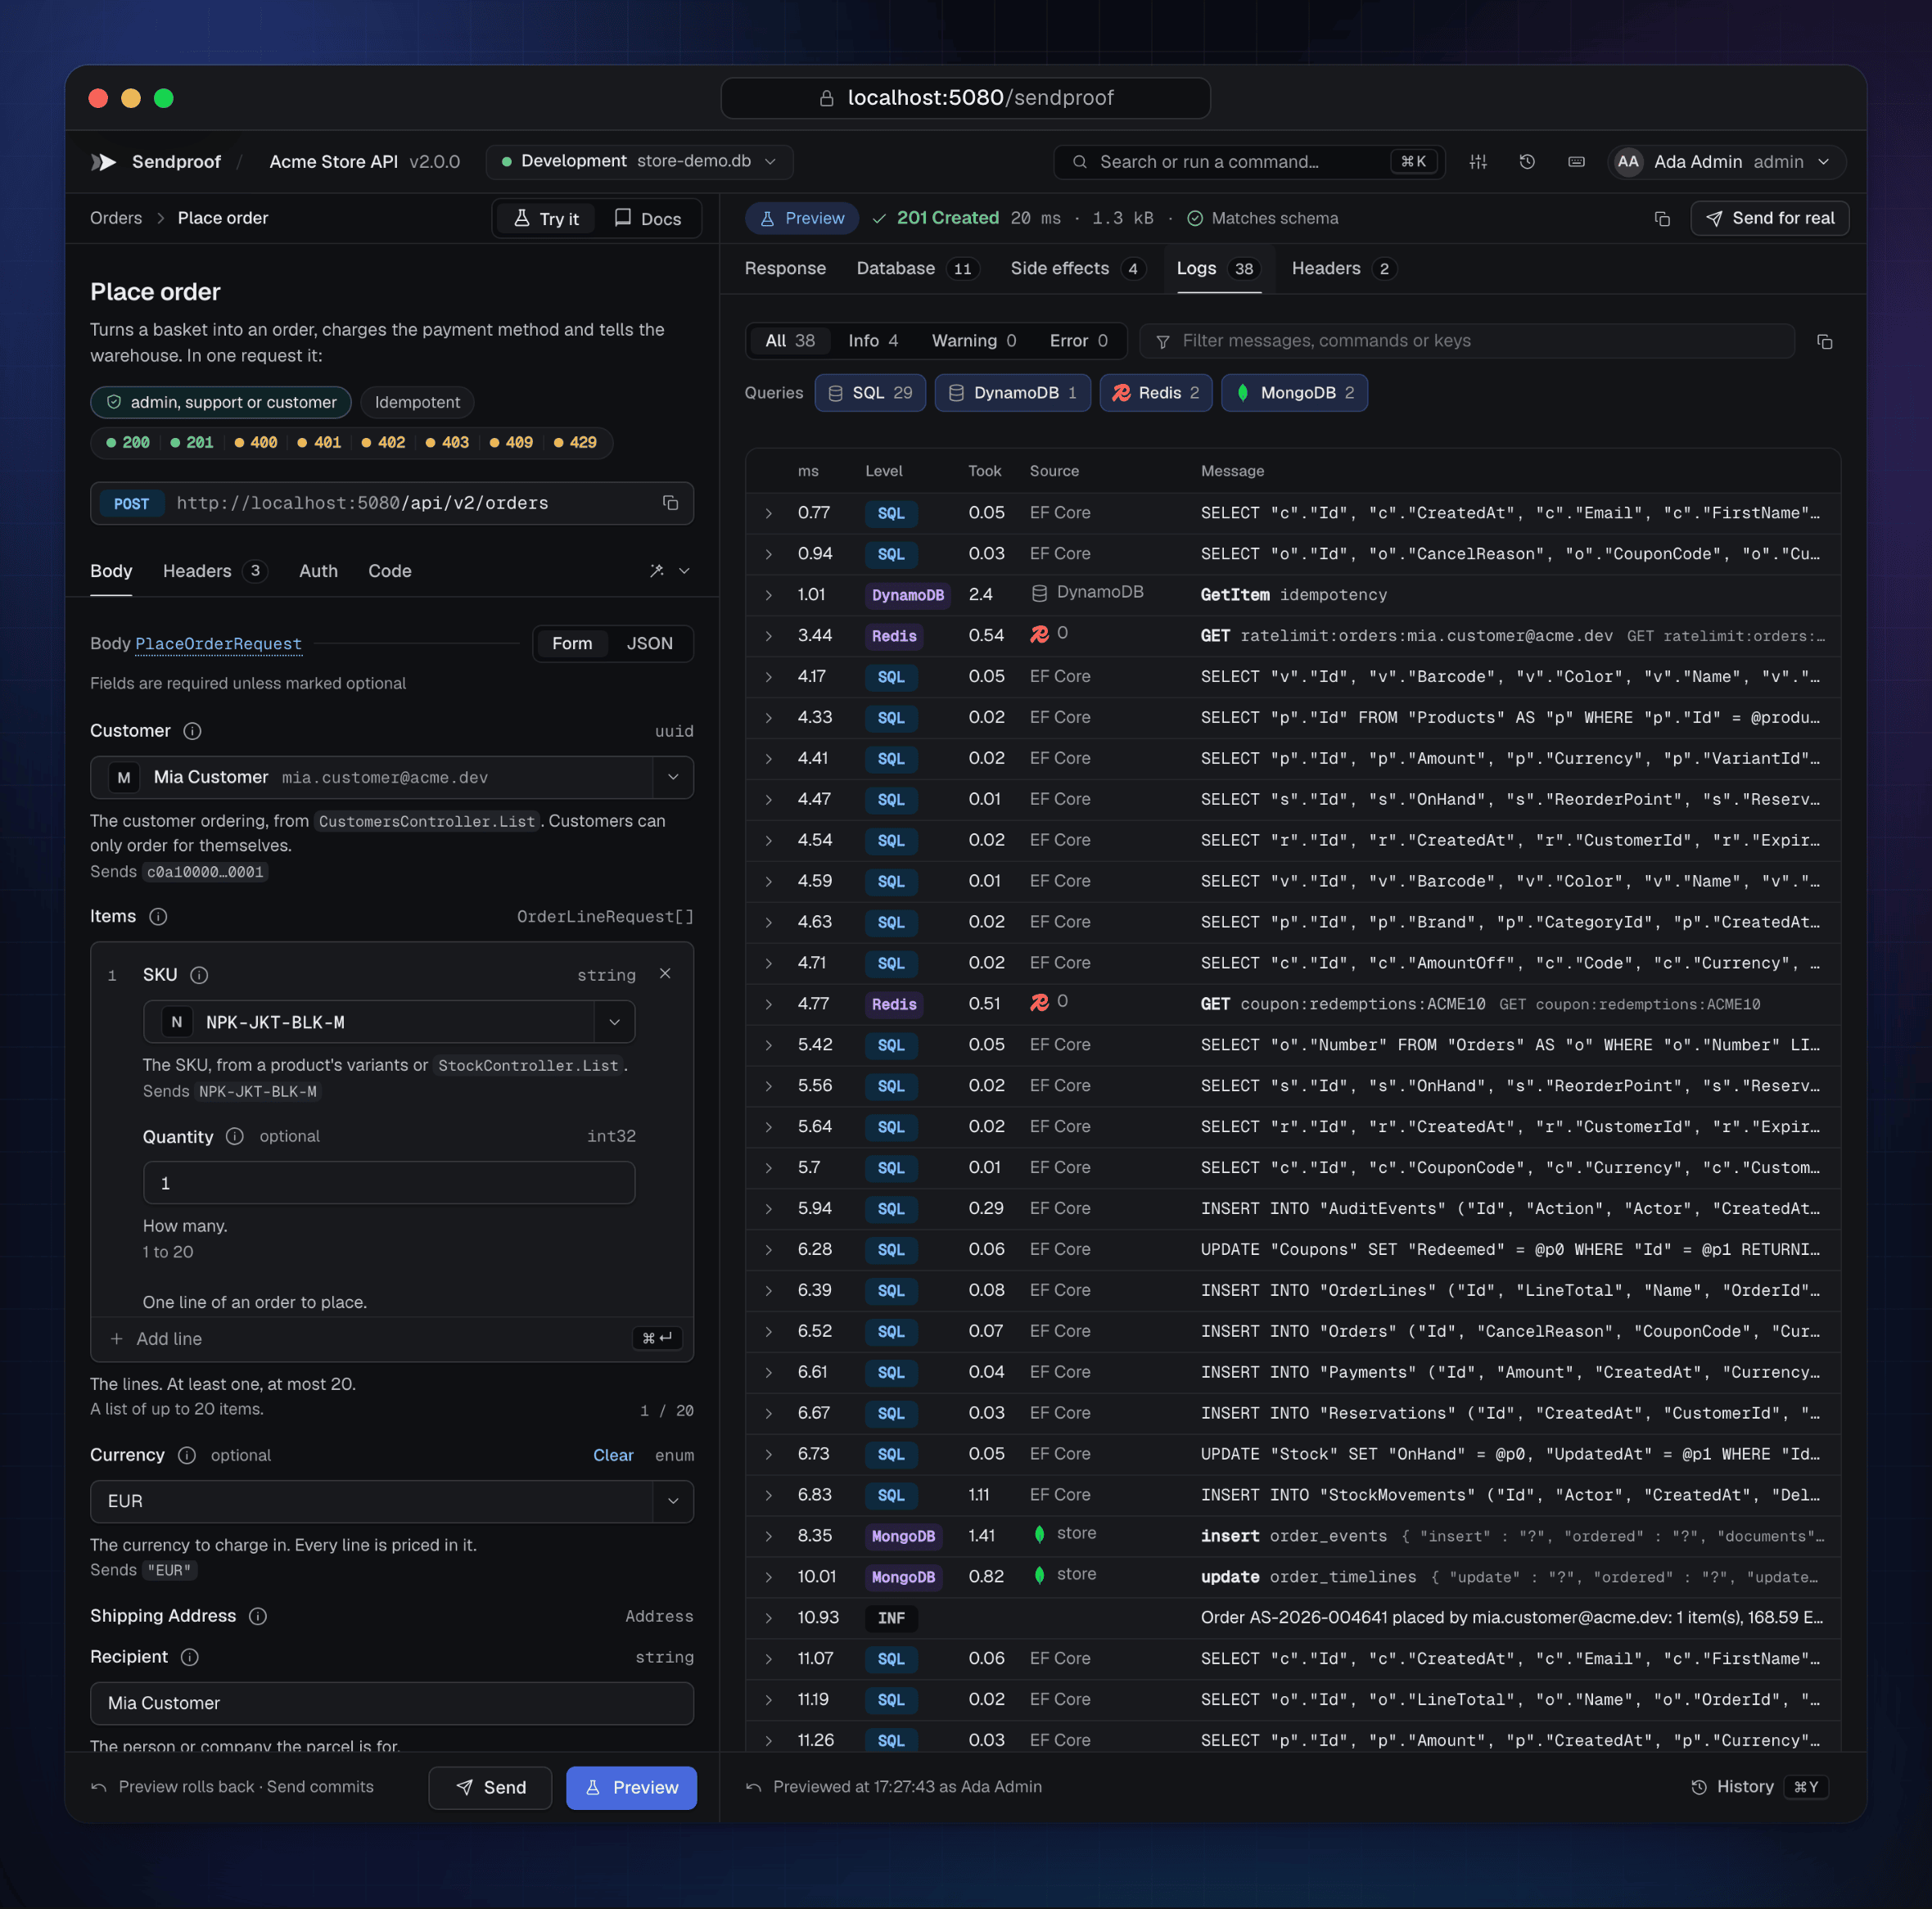 localhost:5080/sendproof
Sendproof / Acme Store API v2.0.0 Development store-demo.db Search or run a command... ⌘K AA Ada Admin admin
Orders > Place order Try it Docs
Place order
Turns a basket into an order, charges the payment method and tells the
warehouse. In one request it:
admin, support or customer Idempotent
200 201 400 401 402 403 409 429
POST http://localhost:5080/api/v2/orders
Body Headers 3 Auth Code
Body PlaceOrderRequest Form JSON
Fields are required unless marked optional
Customer uuid
M Mia Customer mia.customer@acme.dev
The customer ordering, from CustomersController.List. Customers can
only order for themselves.
Sends c0a10000…0001
Items OrderLineRequest[]
1 SKU string
N NPK-JKT-BLK-M
The SKU, from a product's variants or StockController.List.
Sends NPK-JKT-BLK-M
Quantity optional int32
1
How many.
1 to 20
One line of an order to place.
+ Add line ⌘↵
The lines. At least one, at most 20.
A list of up to 20 items. 1 / 20
Currency optional Clear enum
EUR
The currency to charge in. Every line is priced in it.
Sends "EUR"
Shipping Address Address
Recipient string
Mia Customer
The person or company the parcel is for.
Preview rolls back · Send commits Send Preview
Preview 201 Created 20 ms · 1.3 kB · Matches schema Send for real
Response Database 11 Side effects 4 Logs 38 Headers 2
All 38 Info 4 Warning 0 Error 0 Filter messages, commands or keys
Queries SQL 29 DynamoDB 1 Redis 2 MongoDB 2
ms Level Took Source Message
0.77 SQL 0.05 EF Core SELECT "c"."Id", "c"."CreatedAt", "c"."Email", "c"."FirstName"…
0.94 SQL 0.03 EF Core SELECT "o"."Id", "o"."CancelReason", "o"."CouponCode", "o"."Cu…
1.01 DynamoDB 2.4 DynamoDB GetItem idempotency
3.44 Redis 0.54 0 GET ratelimit:orders:mia.customer@acme.dev GET ratelimit:orders:…
4.17 SQL 0.05 EF Core SELECT "v"."Id", "v"."Barcode", "v"."Color", "v"."Name", "v"."…
4.33 SQL 0.02 EF Core SELECT "p"."Id" FROM "Products" AS "p" WHERE "p"."Id" = @produ…
4.41 SQL 0.02 EF Core SELECT "p"."Id", "p"."Amount", "p"."Currency", "p"."VariantId"…
4.47 SQL 0.01 EF Core SELECT "s"."Id", "s"."OnHand", "s"."ReorderPoint", "s"."Reserv…
4.54 SQL 0.02 EF Core SELECT "r"."Id", "r"."CreatedAt", "r"."CustomerId", "r"."Expir…
4.59 SQL 0.01 EF Core SELECT "v"."Id", "v"."Barcode", "v"."Color", "v"."Name", "v"."…
4.63 SQL 0.02 EF Core SELECT "p"."Id", "p"."Brand", "p"."CategoryId", "p"."CreatedAt…
4.71 SQL 0.02 EF Core SELECT "c"."Id", "c"."AmountOff", "c"."Code", "c"."Currency", …
4.77 Redis 0.51 0 GET coupon:redemptions:ACME10 GET coupon:redemptions:ACME10
5.42 SQL 0.05 EF Core SELECT "o"."Number" FROM "Orders" AS "o" WHERE "o"."Number" LI…
5.56 SQL 0.02 EF Core SELECT "s"."Id", "s"."OnHand", "s"."ReorderPoint", "s"."Reserv…
5.64 SQL 0.02 EF Core SELECT "r"."Id", "r"."CreatedAt", "r"."CustomerId", "r"."Expir…
5.7 SQL 0.01 EF Core SELECT "c"."Id", "c"."CouponCode", "c"."Currency", "c"."Custom…
5.94 SQL 0.29 EF Core INSERT INTO "AuditEvents" ("Id", "Action", "Actor", "CreatedAt…
6.28 SQL 0.06 EF Core UPDATE "Coupons" SET "Redeemed" = @p0 WHERE "Id" = @p1 RETURNI…
6.39 SQL 0.08 EF Core INSERT INTO "OrderLines" ("Id", "LineTotal", "Name", "OrderId"…
6.52 SQL 0.07 EF Core INSERT INTO "Orders" ("Id", "CancelReason", "CouponCode", "Cur…
6.61 SQL 0.04 EF Core INSERT INTO "Payments" ("Id", "Amount", "CreatedAt", "Currency…
6.67 SQL 0.03 EF Core INSERT INTO "Reservations" ("Id", "CreatedAt", "CustomerId", "…
6.73 SQL 0.05 EF Core UPDATE "Stock" SET "OnHand" = @p0, "UpdatedAt" = @p1 WHERE "Id…
6.83 SQL 1.11 EF Core INSERT INTO "StockMovements" ("Id", "Actor", "CreatedAt", "Del…
8.35 MongoDB 1.41 store insert order_events { "insert" : "?", "ordered" : "?", "documents"…
10.01 MongoDB 0.82 store update order_timelines { "update" : "?", "ordered" : "?", "update…
10.93 INF Order AS-2026-004641 placed by mia.customer@acme.dev: 1 item(s), 168.59 E…
11.07 SQL 0.06 EF Core SELECT "c"."Id", "c"."CreatedAt", "c"."Email", "c"."FirstName"…
11.19 SQL 0.02 EF Core SELECT "o"."Id", "o"."LineTotal", "o"."Name", "o"."OrderId", "…
11.26 SQL 0.03 EF Core SELECT "p"."Id", "p"."Amount", "p"."CreatedAt", "p"."Currency"…
Previewed at 17:27:43 as Ada Admin History ⌘Y